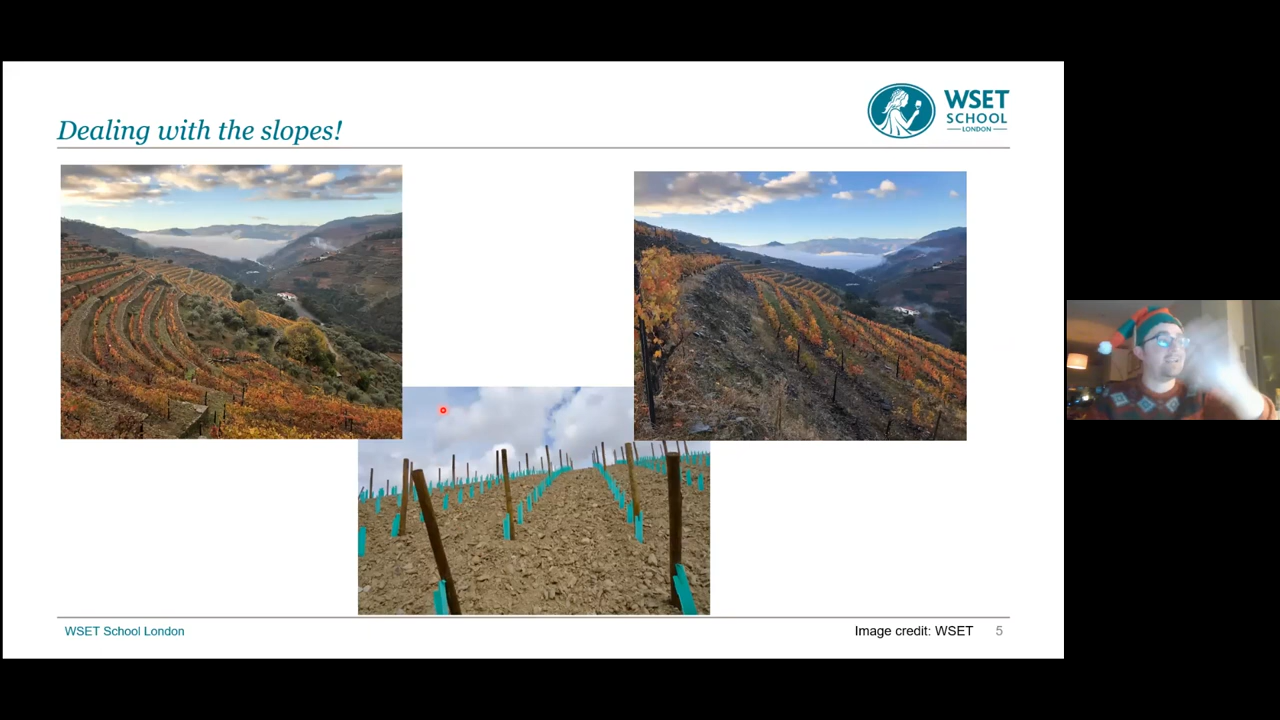 Dealing with the slopes!
WSET
SCHOOL
LONDON
WSET School London
Image credit: WSET
5